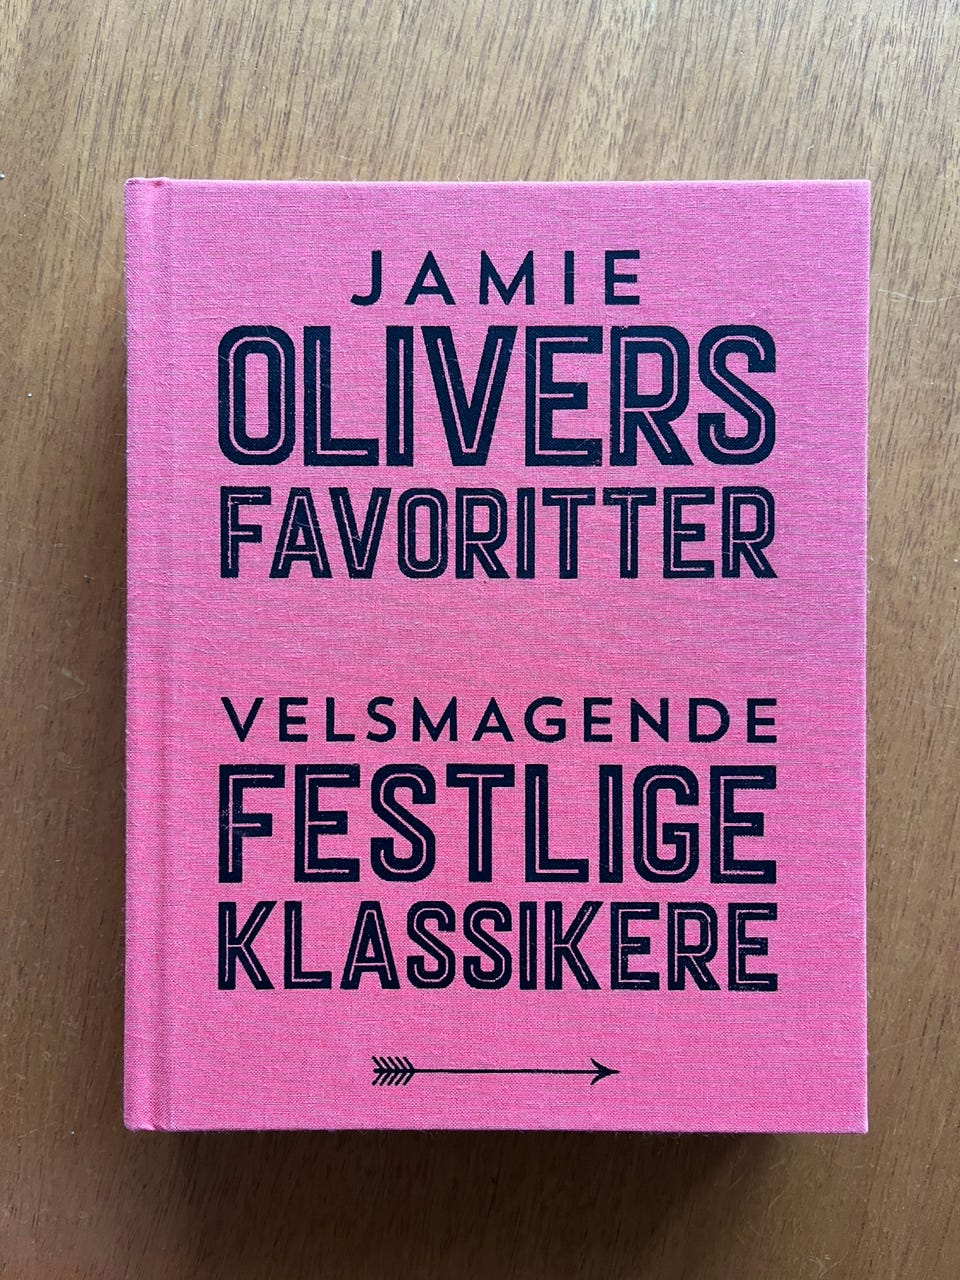 JAMIE
OLIVERS
FAVORITTER
VELSMAGENDE
FESTLIGE
KLASSIKERE